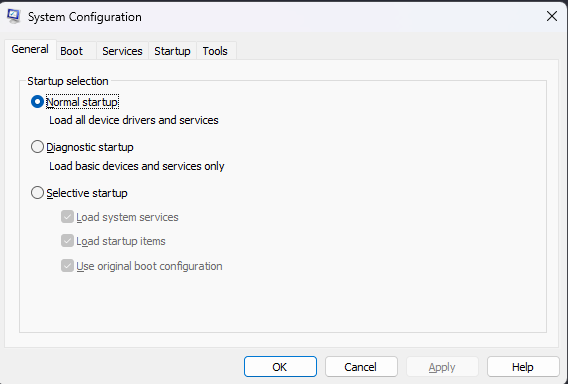 System Configuration
General Boot Services Startup Tools
Startup selection
Normal startup
Load all device drivers and services
Diagnostic startup
Load basic devices and services only
Selective startup
Load system services
Load startup items
Use original boot configuration
OK Cancel Apply Help